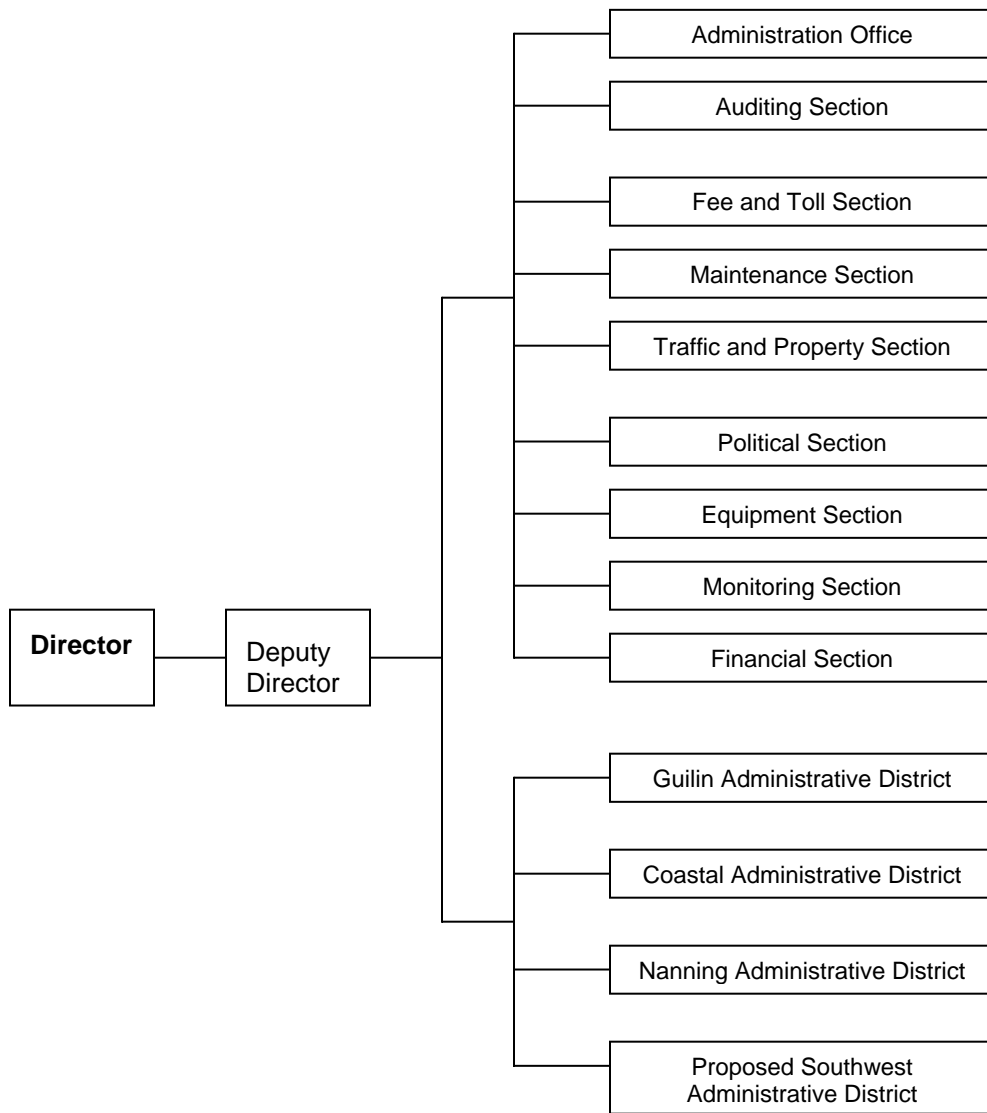 Administration Office
Auditing Section
Fee and Toll Section
Maintenance Section
Traffic and Property Section
Political Section
Equipment Section
Monitoring Section
Director
Deputy
Director
Financial Section
Guilin Administrative District
Coastal Administrative District
Nanning Administrative District
Proposed Southwest
Administrative District